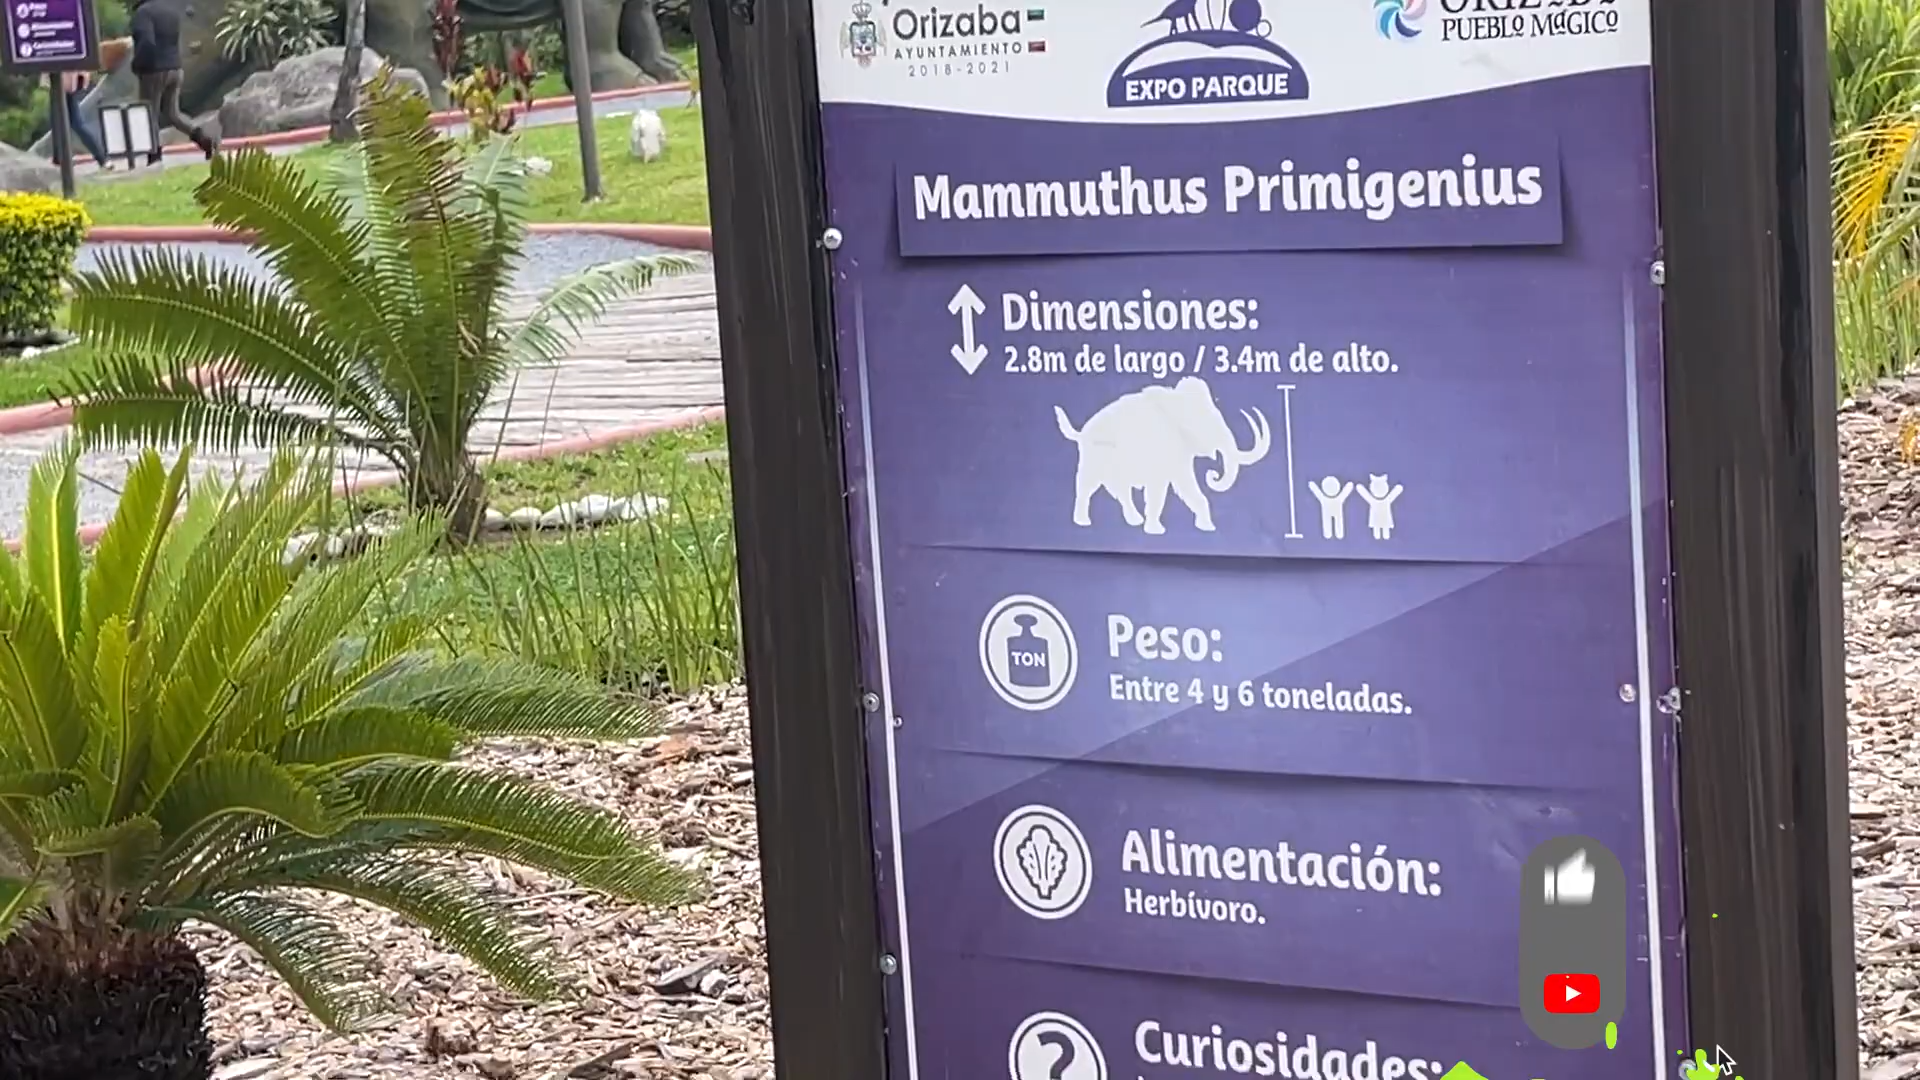 Orizaba
AYUNTAMIENTO
2018-2021
EXPO PARQUE
PUEBLO MÁGICO
Mammuthus Primigenius
Dimensiones:
2.8m de largo / 3.4m de alto.
TON
Peso:
Entre 4 y 6 toneladas.
Alimentación:
Herbívoro.
Curiosidades: